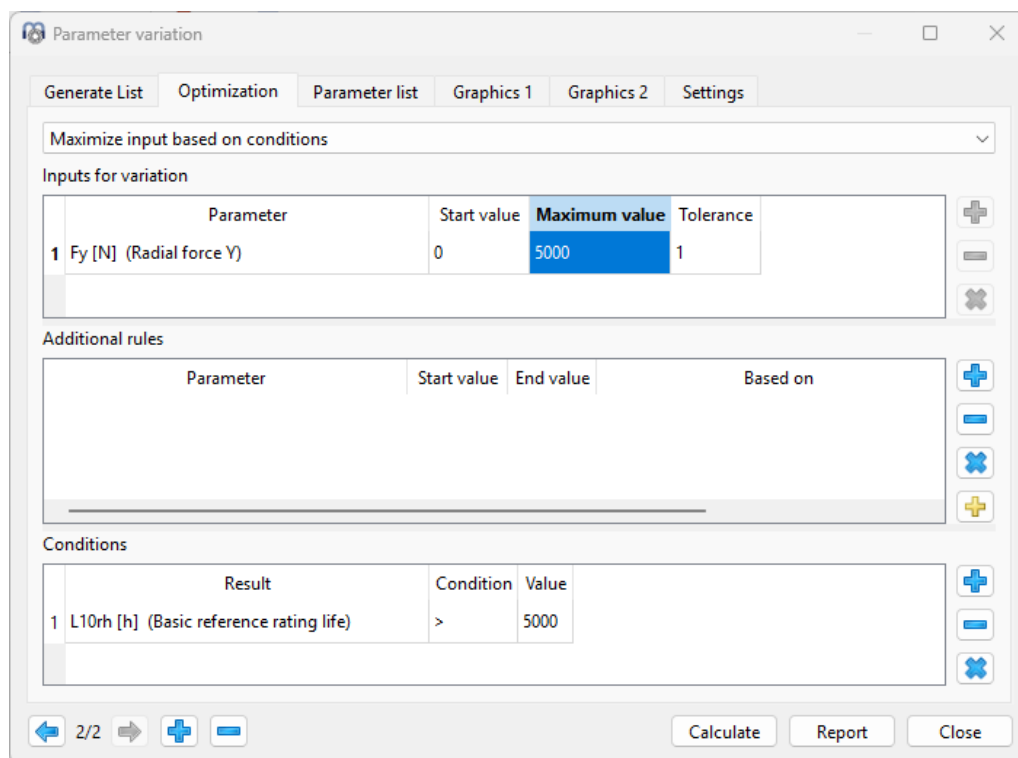 Parameter variation
Generate List Optimization Parameter list Graphics 1 Graphics 2 Settings
Maximize input based on conditions
Inputs for variation
Parameter Start value Maximum value Tolerance
1 Fy [N] (Radial force Y) 0 5000 1
Additional rules
Parameter Start value End value Based on
Conditions
Result Condition Value
1 L10rh [h] (Basic reference rating life) > 5000
2/2 Calculate Report Close